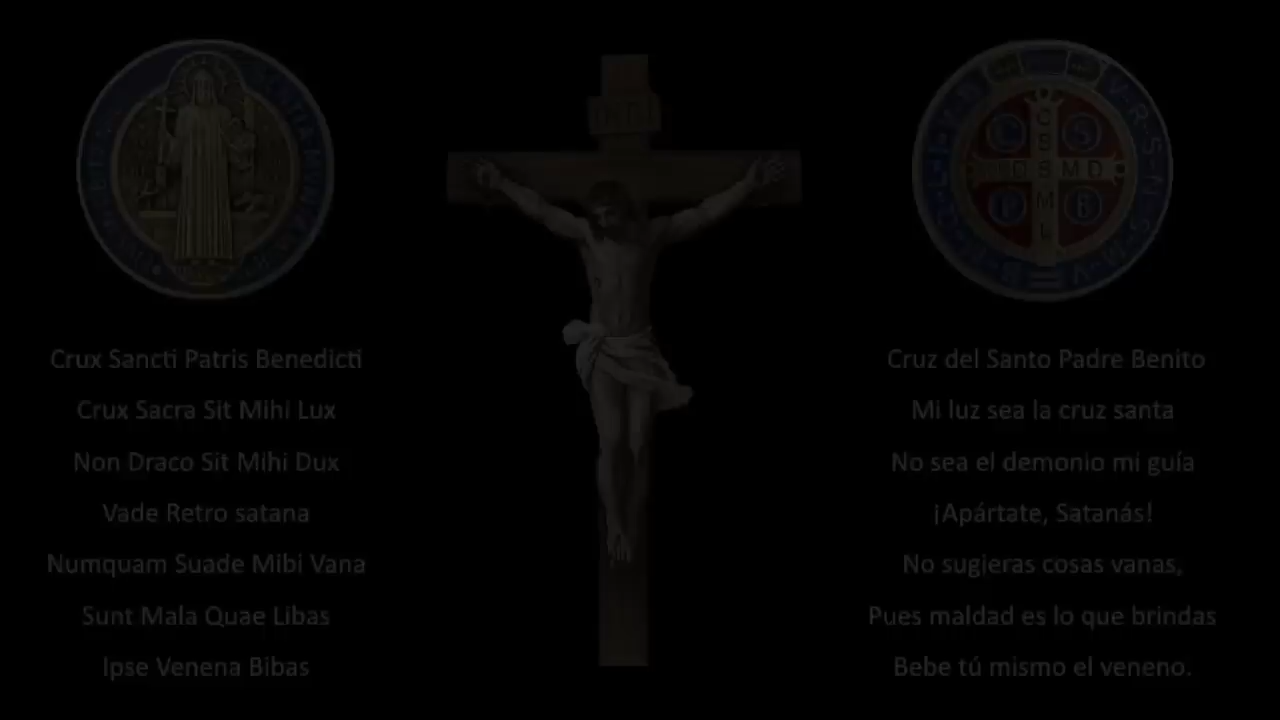 Crux Sancti Patris Benedicti
Crux Sacra Sit Mihi Lux
Non Draco Sit Mihi Dux
Vade Retro satana
Numquam Suade Mibi Vana
Sunt Mala Quae Libas
Ipse Venena Bibas
INRI
C S
C
S
N D S M D
M
L
P B
V R S N S M V
S M Q L I V B
Cruz del Santo Padre Benito
Mi luz sea la cruz santa
No sea el demonio mi guía
¡Apártate, Satanás!
No sugieras cosas vanas,
Pues maldad es lo que brindas
Bebe tú mismo el veneno.